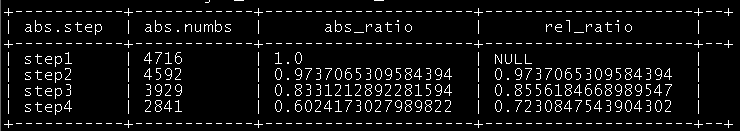 +-----------+------------+---------------------+---------------------+--+
| abs.step | abs.numbs | abs_ratio | rel_ratio | |
+-----------+------------+---------------------+---------------------+--+
| step1 | 4716 | 1.0 | NULL |
| step2 | 4592 | 0.9737065309584394 | 0.9737065309584394 |
| step3 | 3929 | 0.8331212892281594 | 0.8556184668989547 |
| step4 | 2841 | 0.6024173027989822 | 0.7230847543904302 |
+-----------+------------+---------------------+---------------------+--+